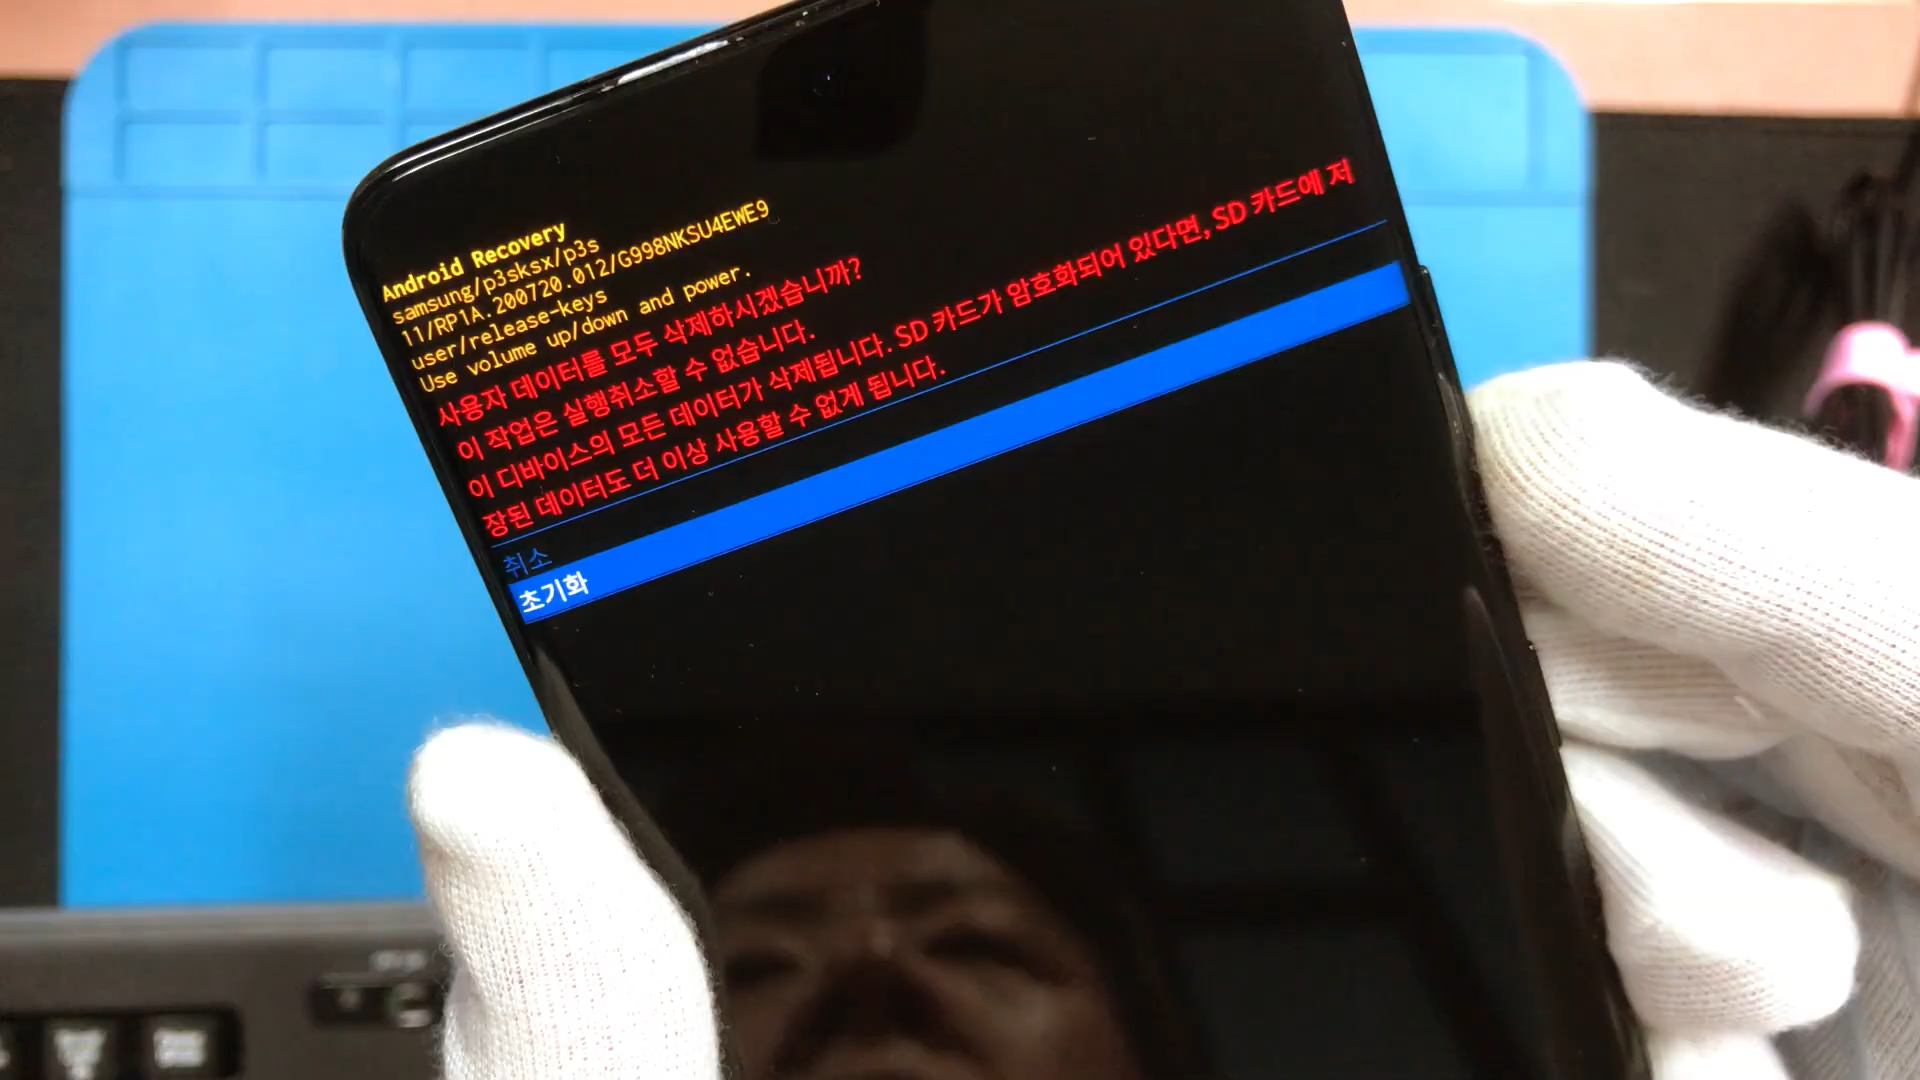 Android Recovery
samsung/p3sksx/p3s
11/RP1A.200720.012/G998NKSU4EWE9
user/release-keys
Use volume up/down and power.
사용자 데이터를 모두 삭제하시겠습니까?
이 작업은 실행취소할 수 없습니다.
이 디바이스의 모든 데이터가 삭제됩니다. SD 카드가 암호화되어 있다면, SD 카드에 저
장된 데이터도 더 이상 사용할 수 없게 됩니다.
취소
초기화